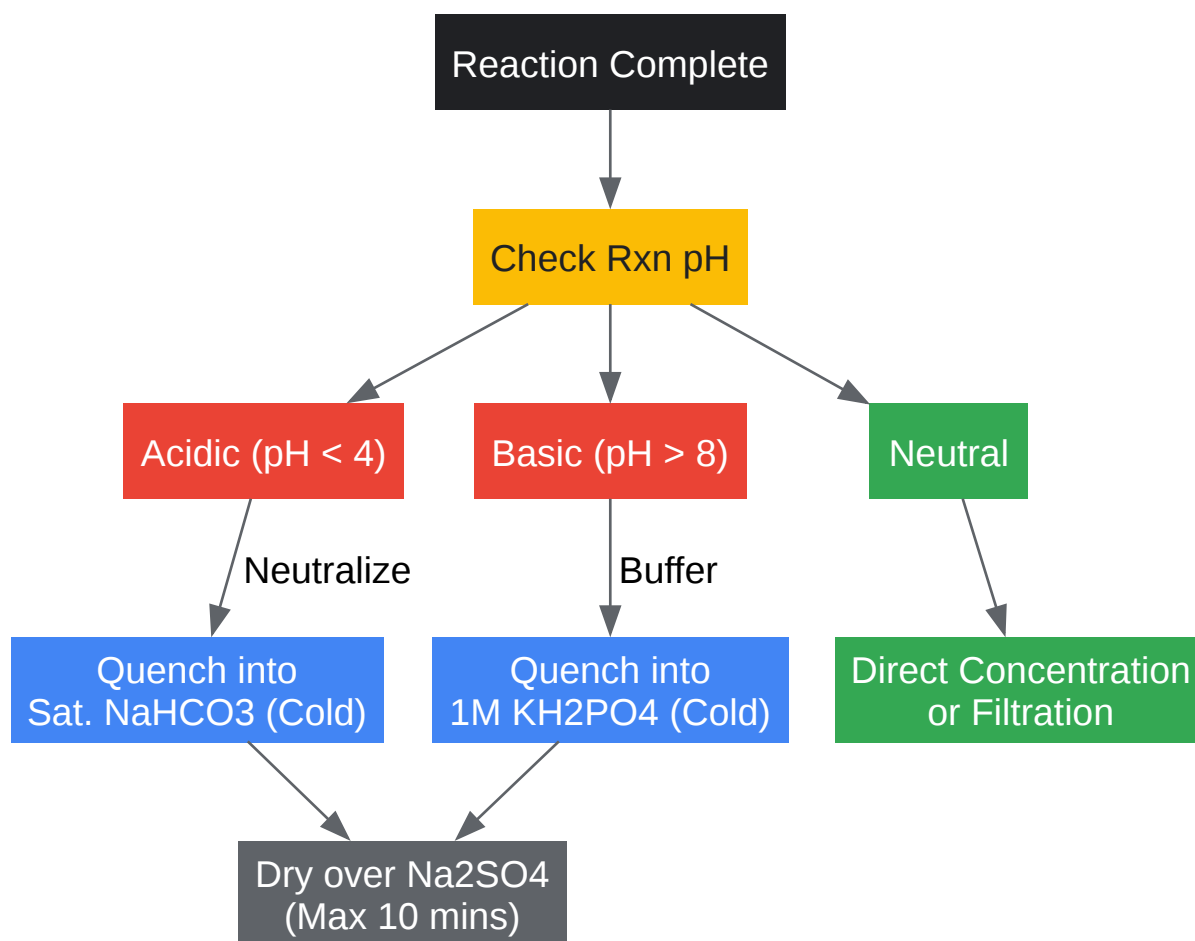 Reaction Complete
Check Rxn pH
Acidic (pH < 4)
Basic (pH > 8)
Neutral
Neutralize
Buffer
Quench into
Sat. NaHCO3 (Cold)
Quench into
1M KH2PO4 (Cold)
Direct Concentration
or Filtration
Dry over Na2SO4
(Max 10 mins)